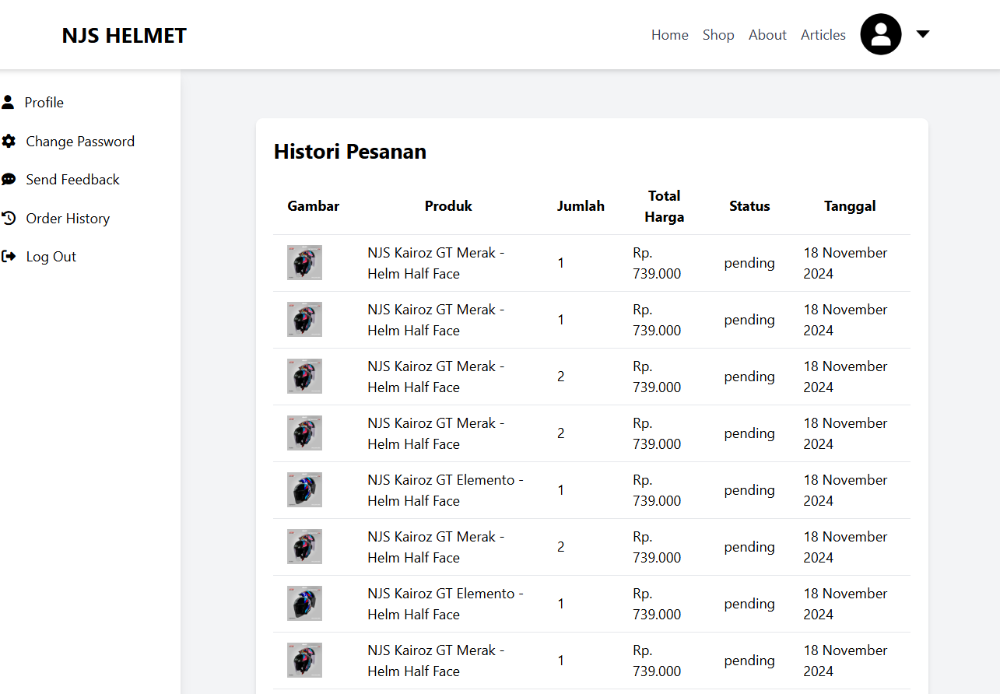 NJS HELMET
Home Shop About Articles
Profile
Change Password
Send Feedback
Order History
Log Out
Histori Pesanan
Gambar Produk Jumlah Total Harga Status Tanggal
NJS Kairoz GT Merak - Rp. 18 November
Helm Half Face 1 739.000 pending 2024
NJS Kairoz GT Merak - Rp. 18 November
Helm Half Face 1 739.000 pending 2024
NJS Kairoz GT Merak - Rp. 18 November
Helm Half Face 2 739.000 pending 2024
NJS Kairoz GT Merak - Rp. 18 November
Helm Half Face 2 739.000 pending 2024
NJS Kairoz GT Elemento - Rp. 18 November
Helm Half Face 1 739.000 pending 2024
NJS Kairoz GT Merak - Rp. 18 November
Helm Half Face 2 739.000 pending 2024
NJS Kairoz GT Elemento - Rp. 18 November
Helm Half Face 1 739.000 pending 2024
NJS Kairoz GT Merak - Rp. 18 November
Helm Half Face 1 739.000 pending 2024